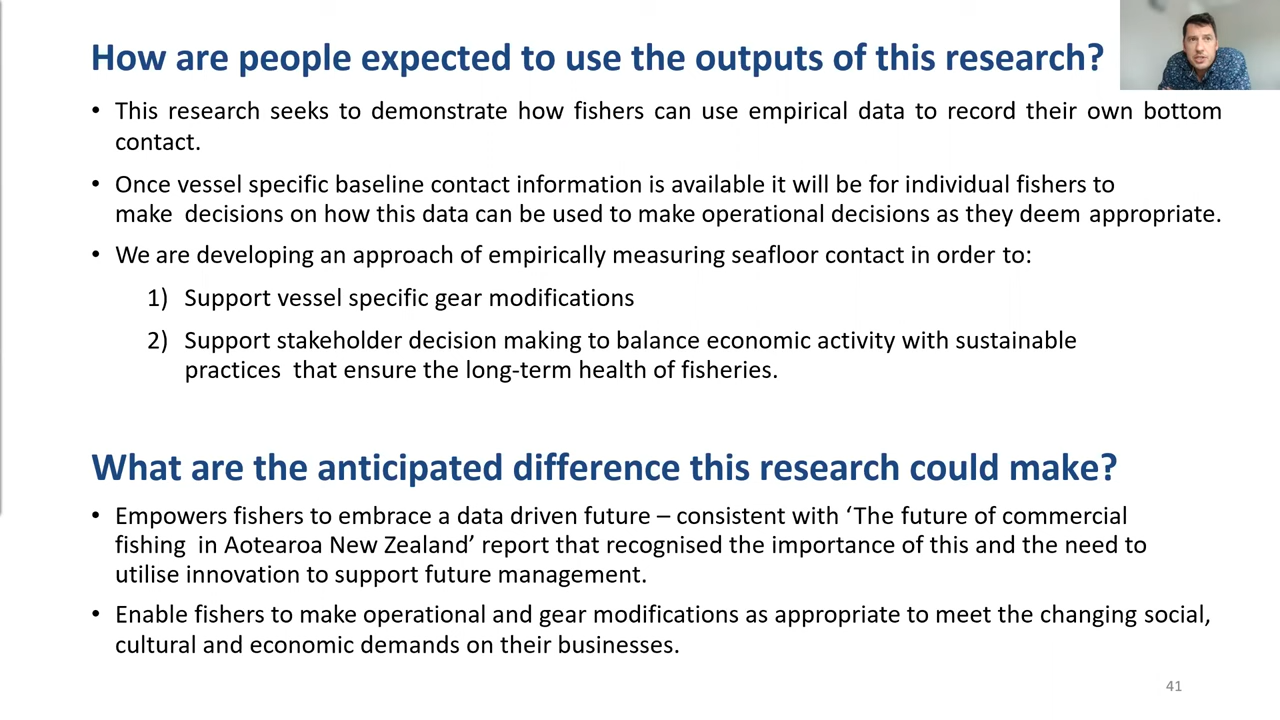 How are people expected to use the outputs of this research?
• This research seeks to demonstrate how fishers can use empirical data to record their own bottom
contact.
• Once vessel specific baseline contact information is available it will be for individual fishers to
make decisions on how this data can be used to make operational decisions as they deem appropriate.
• We are developing an approach of empirically measuring seafloor contact in order to:
1) Support vessel specific gear modifications
2) Support stakeholder decision making to balance economic activity with sustainable
practices that ensure the long-term health of fisheries.
What are the anticipated difference this research could make?
• Empowers fishers to embrace a data driven future – consistent with ‘The future of commercial
fishing in Aotearoa New Zealand’ report that recognised the importance of this and the need to
utilise innovation to support future management.
• Enable fishers to make operational and gear modifications as appropriate to meet the changing social,
cultural and economic demands on their businesses.
41